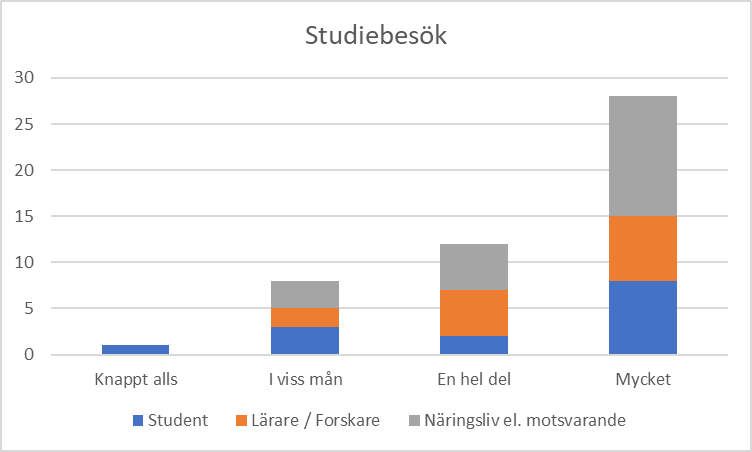 Studiebesök
30
25
20
15
10
5
0
Knappt alls I viss mån En hel del Mycket
Student Lärare / Forskare Näringsliv el. motsvarande